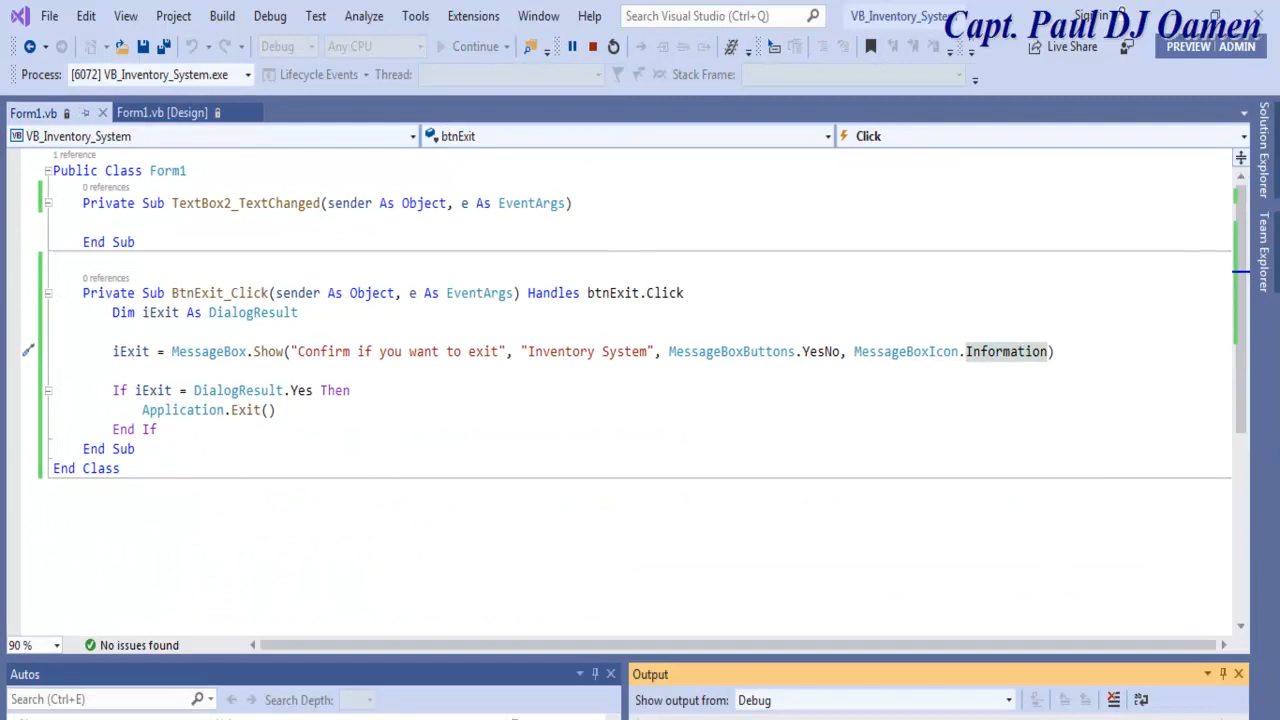 File Edit View Project Build Debug Test Analyze Tools Extensions Window Help Search Visual Studio (Ctrl+Q) VB_Inventory_System Sign in
Capt. Paul DJ Oamen
Debug Any CPU Continue Live Share PREVIEW ADMIN
Process: [6072] VB_Inventory_System.exe Lifecycle Events Thread: Stack Frame:
Form1.vb Form1.vb [Design]
VB_Inventory_System btnExit Click
1 reference
Public Class Form1
0 references
Private Sub TextBox2_TextChanged(sender As Object, e As EventArgs)
End Sub
0 references
Private Sub BtnExit_Click(sender As Object, e As EventArgs) Handles btnExit.Click
Dim iExit As DialogResult
iExit = MessageBox.Show("Confirm if you want to exit", "Inventory System", MessageBoxButtons.YesNo, MessageBoxIcon.Information)
If iExit = DialogResult.Yes Then
Application.Exit()
End If
End Sub
End Class
Solution Explorer
Team Explorer
90 % No issues found
Autos Output
Search (Ctrl+E) Search Depth: Show output from: Debug